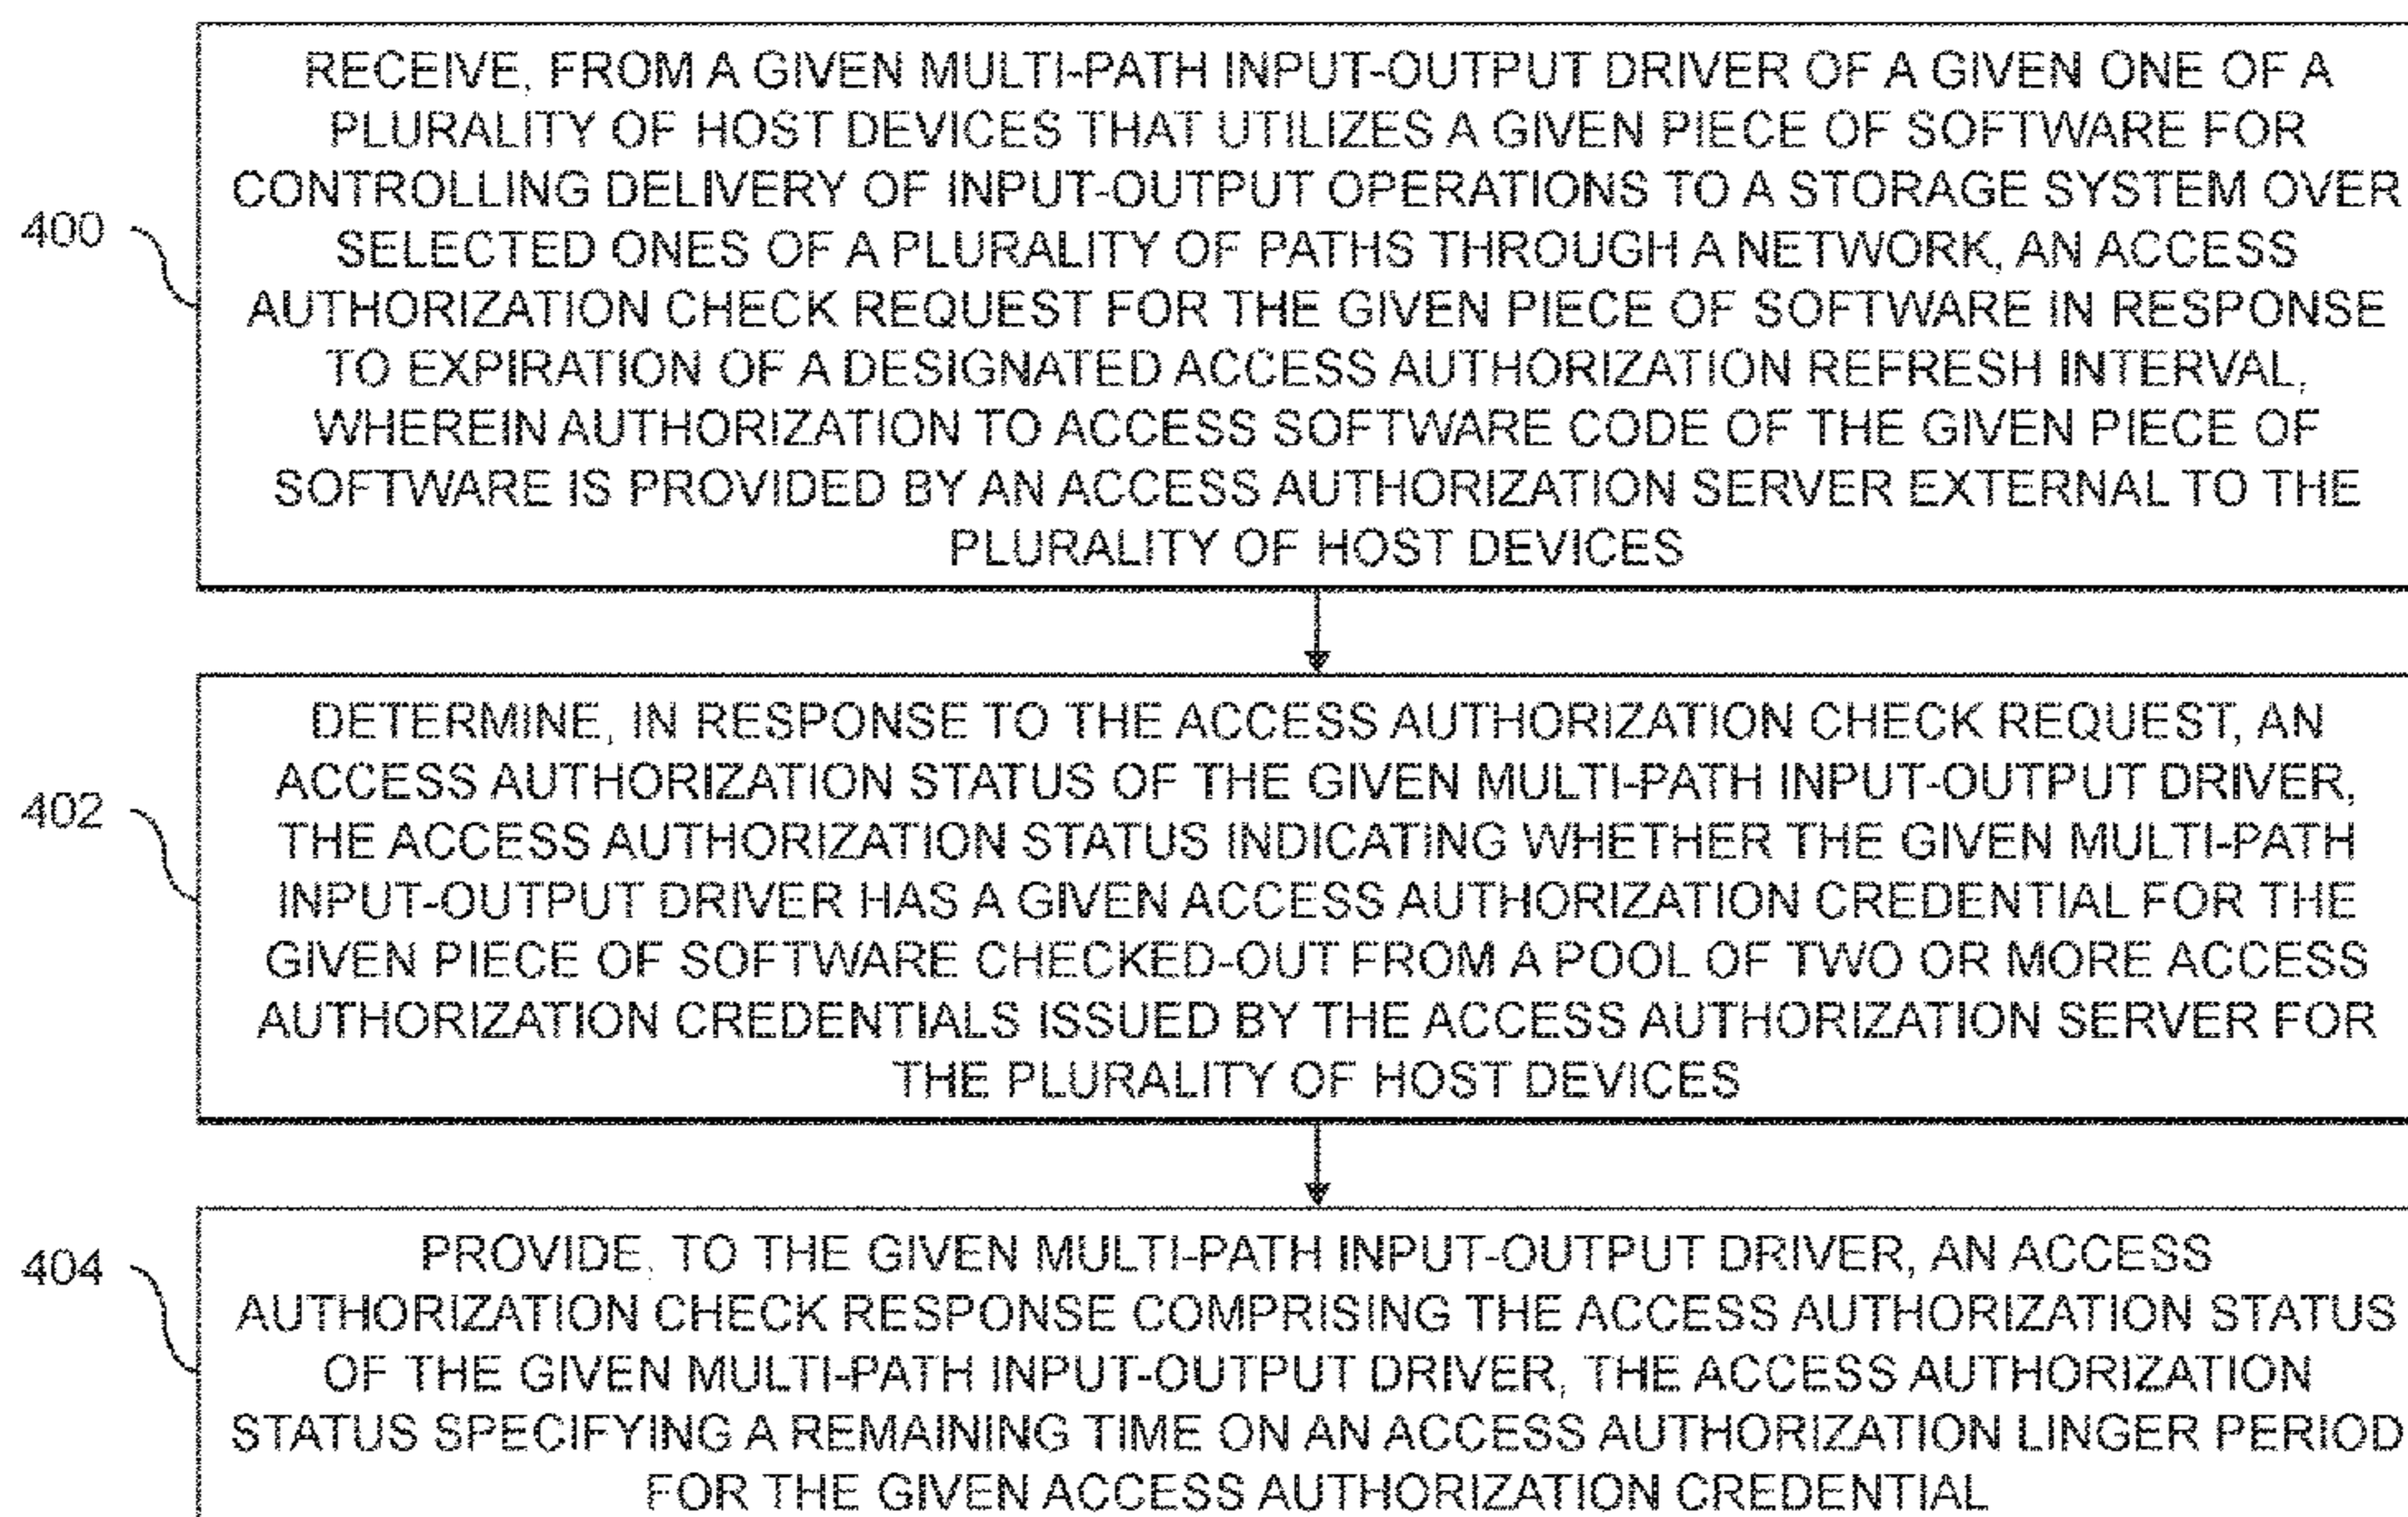 RECEIVE, FROM A GIVEN MULTI-PATH INPUT-OUTPUT DRIVER OF A GIVEN ONE OF A
PLURALITY OF HOST DEVICES THAT UTILIZES A GIVEN PIECE OF SOFTWARE FOR
CONTROLLING DELIVERY OF INPUT-OUTPUT OPERATIONS TO A STORAGE SYSTEM OVER
400
SELECTED ONES OF A PLURALITY OF PATHS THROUGH A NETWORK, AN ACCESS
AUTHORIZATION CHECK REQUEST FOR THE GIVEN PIECE OF SOFTWARE IN RESPONSE
TO EXPIRATION OF A DESIGNATED ACCESS AUTHORIZATION REFRESH INTERVAL,
WHEREIN AUTHORIZATION TO ACCESS SOFTWARE CODE OF THE GIVEN PIECE OF
SOFTWARE IS PROVIDED BY AN ACCESS AUTHORIZATION SERVER EXTERNAL TO THE
PLURALITY OF HOST DEVICES
DETERMINE, IN RESPONSE TO THE ACCESS AUTHORIZATION CHECK REQUEST, AN
ACCESS AUTHORIZATION STATUS OF THE GIVEN MULTI-PATH INPUT-OUTPUT DRIVER,
402
THE ACCESS AUTHORIZATION STATUS INDICATING WHETHER THE GIVEN MULTI-PATH
INPUT-OUTPUT DRIVER HAS A GIVEN ACCESS AUTHORIZATION CREDENTIAL FOR THE
GIVEN PIECE OF SOFTWARE CHECKED-OUT FROM A POOL OF TWO OR MORE ACCESS
AUTHORIZATION CREDENTIALS ISSUED BY THE ACCESS AUTHORIZATION SERVER FOR
THE PLURALITY OF HOST DEVICES
404
PROVIDE, TO THE GIVEN MULTI-PATH INPUT-OUTPUT DRIVER, AN ACCESS
AUTHORIZATION CHECK RESPONSE COMPRISING THE ACCESS AUTHORIZATION STATUS
OF THE GIVEN MULTI-PATH INPUT-OUTPUT DRIVER, THE ACCESS AUTHORIZATION
STATUS SPECIFYING A REMAINING TIME ON AN ACCESS AUTHORIZATION LINGER PERIOD
FOR THE GIVEN ACCESS AUTHORIZATION CREDENTIAL